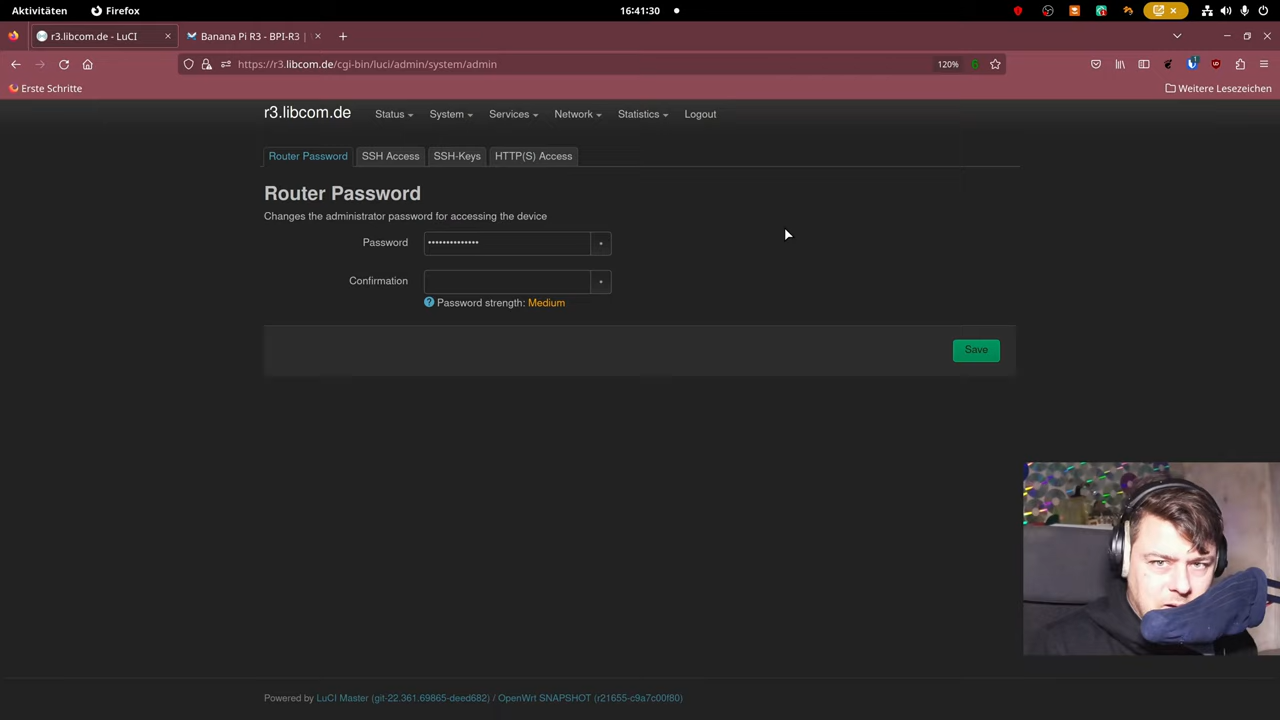 Aktivitäten Firefox 16:41:30
r3.libcom.de - LuCI Banana Pi R3 - BPI-R3 |
https://r3.libcom.de/cgi-bin/luci/admin/system/admin 120%
Erste Schritte Weitere Lesezeichen
r3.libcom.de Status System Services Network Statistics Logout
Router Password SSH Access SSH-Keys HTTP(S) Access
Router Password
Changes the administrator password for accessing the device
Password ••••••••••••••
Confirmation
Password strength: Medium
Save
Powered by LuCI Master (git-22.361.69865-deed682) / OpenWrt SNAPSHOT (r21655-c9a7c00f80)